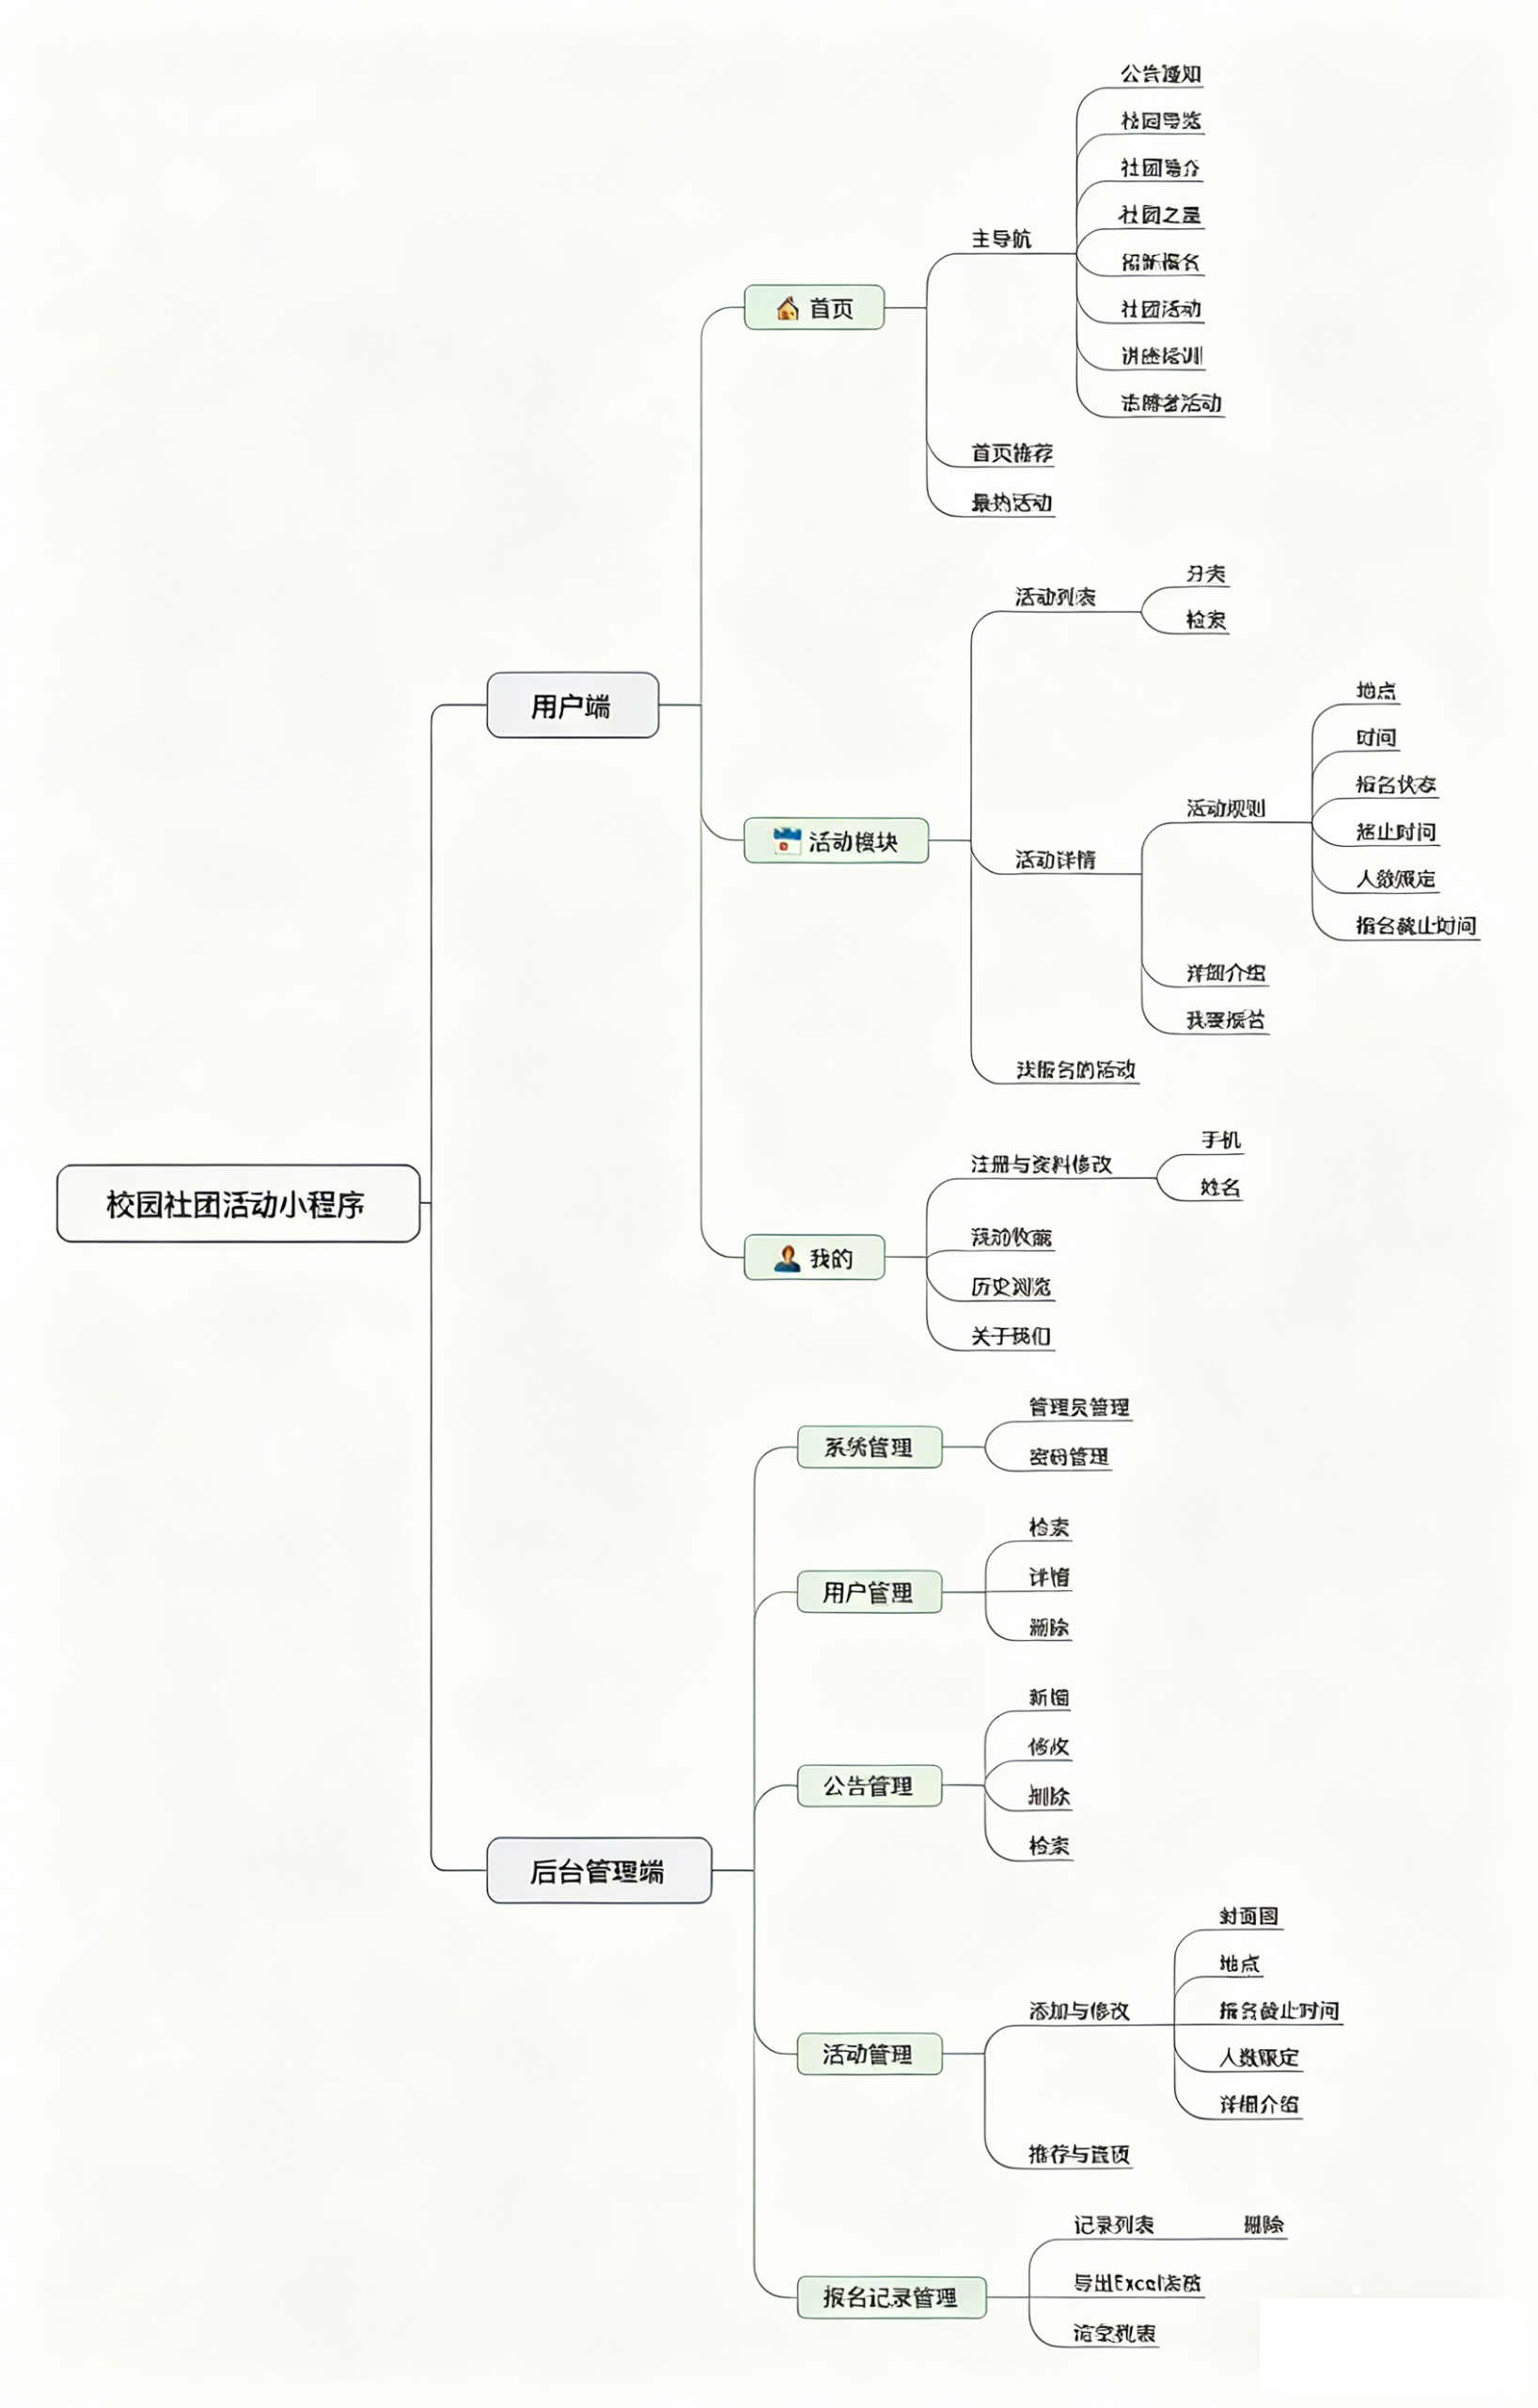 公告通知
校园导览
社团简介
社团之星
招新报名
社团活动
讲座培训
志愿者活动
主导航
首页
首页推荐
最热活动
活动列表
分类
检索
用户端
活动模块
活动详情
活动规则
地点
时间
报名状态
截止时间
人数限定
报名截止时间
详细介绍
我要报名
我报名的活动
校园社团活动小程序
我的
注册与资料修改
手机
姓名
活动收藏
历史浏览
关于我们
后台管理端
系统管理
管理员管理
密码管理
用户管理
检索
详情
删除
公告管理
新增
修改
删除
检索
活动管理
添加与修改
封面图
地点
报名截止时间
人数限定
详细介绍
推荐与置顶
报名记录管理
记录列表
删除
导出Excel表格
清空列表